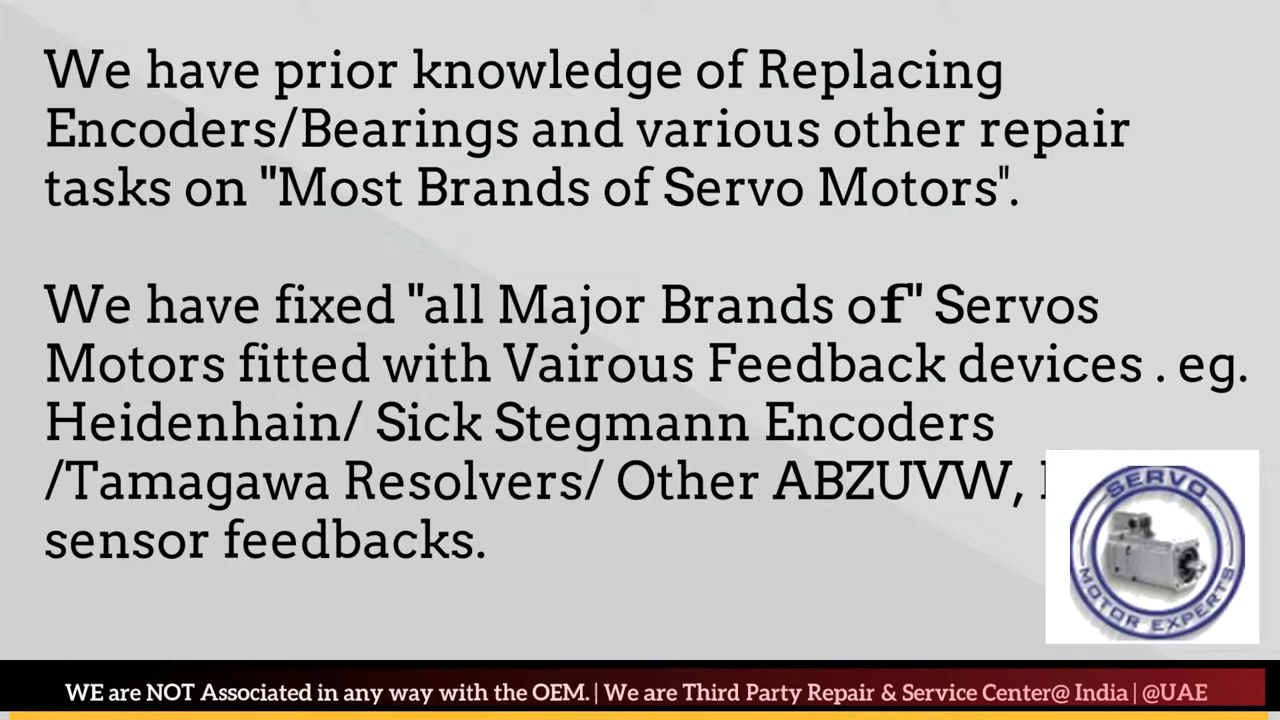 We have prior knowledge of Replacing
Encoders/Bearings and various other repair
tasks on "Most Brands of Servo Motors".
We have fixed "all Major Brands of" Servos
Motors fitted with Vairous Feedback devices . eg.
Heidenhain/ Sick Stegmann Encoders
/Tamagawa Resolvers/ Other ABZUVW,
sensor feedbacks.
SERVO
MOTOR EXPERTS
WE are NOT Associated in any way with the OEM. | We are Third Party Repair & Service Center@ India | @UAE